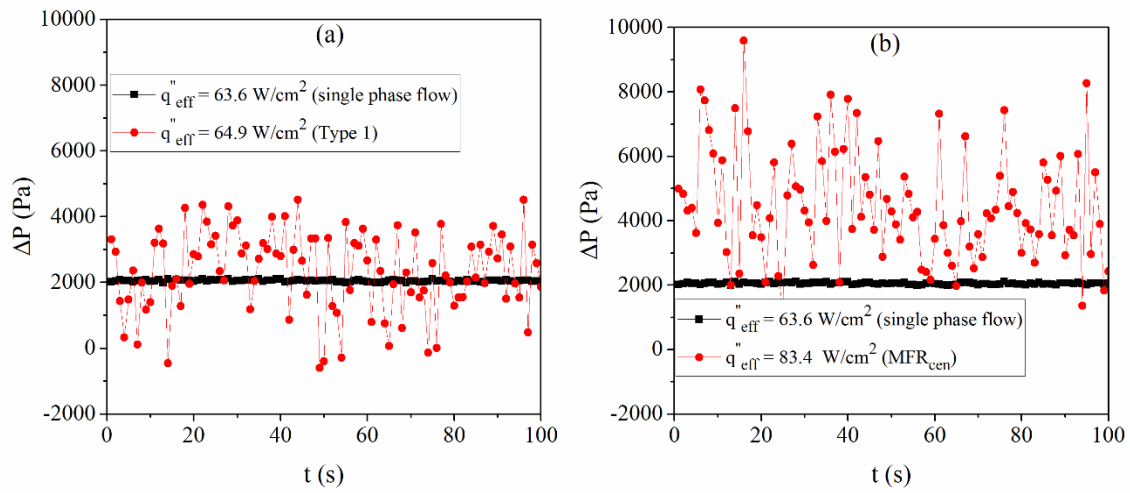 (a)
q"eff = 63.6 W/cm² (single phase flow)
q"eff = 64.9 W/cm² (Type 1)
10000
8000
6000
4000
2000
0
-2000
ΔP (Pa)
0 20 40 60 80 100
t (s)
(b)
q"eff = 63.6 W/cm² (single phase flow)
q"eff = 83.4 W/cm² (MFRcen)
10000
8000
6000
4000
2000
0
-2000
ΔP (Pa)
0 20 40 60 80 100
t (s)